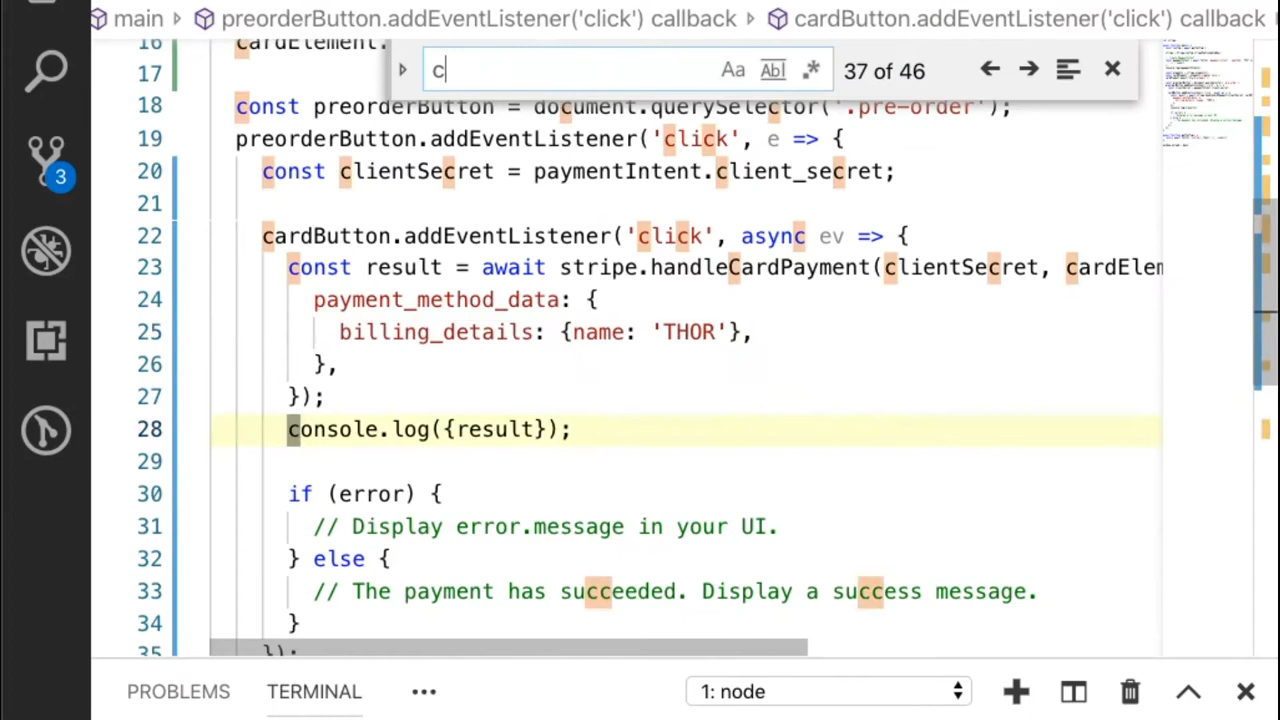 main › preorderButton.addEventListener('click') callback › cardButton.addEventListener('click') callback
c
Aa Abl .* 37 of 46
16 cardElement.
17
18 const preorderButton = document.querySelector('.pre-order');
19 preorderButton.addEventListener('click', e => {
20 const clientSecret = paymentIntent.client_secret;
21
22 cardButton.addEventListener('click', async ev => {
23 const result = await stripe.handleCardPayment(clientSecret, cardElem
24 payment_method_data: {
25 billing_details: {name: 'THOR'},
26 },
27 });
28 console.log({result});
29
30 if (error) {
31 // Display error.message in your UI.
32 } else {
33 // The payment has succeeded. Display a success message.
34 }
35 });
3
PROBLEMS TERMINAL ••• 1: node